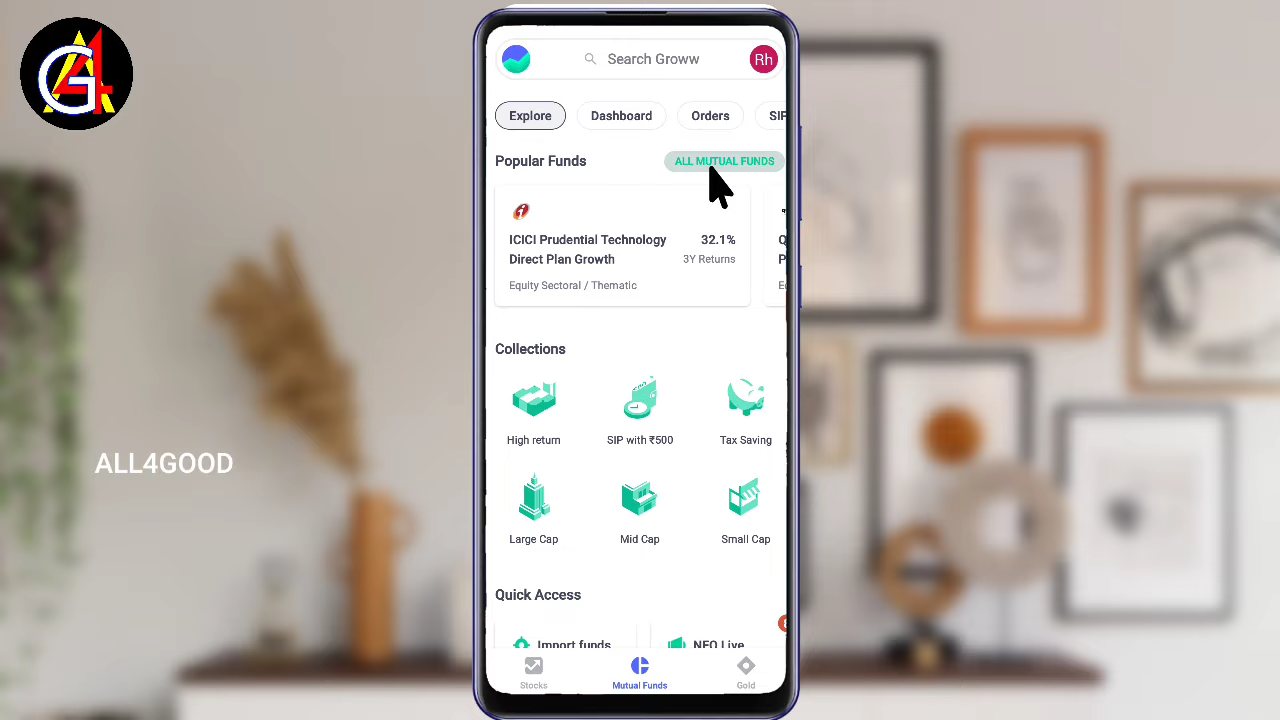 G4
Search Groww
Rh
Explore
Dashboard
Orders
SIP
Popular Funds
ALL MUTUAL FUNDS
ICICI Prudential Technology
Direct Plan Growth
32.1%
3Y Returns
Equity Sectoral / Thematic
Collections
High return
SIP with ₹500
Tax Saving
Large Cap
Mid Cap
Small Cap
Quick Access
Import funds
NFO Live
Stocks
Mutual Funds
Gold
ALL4GOOD